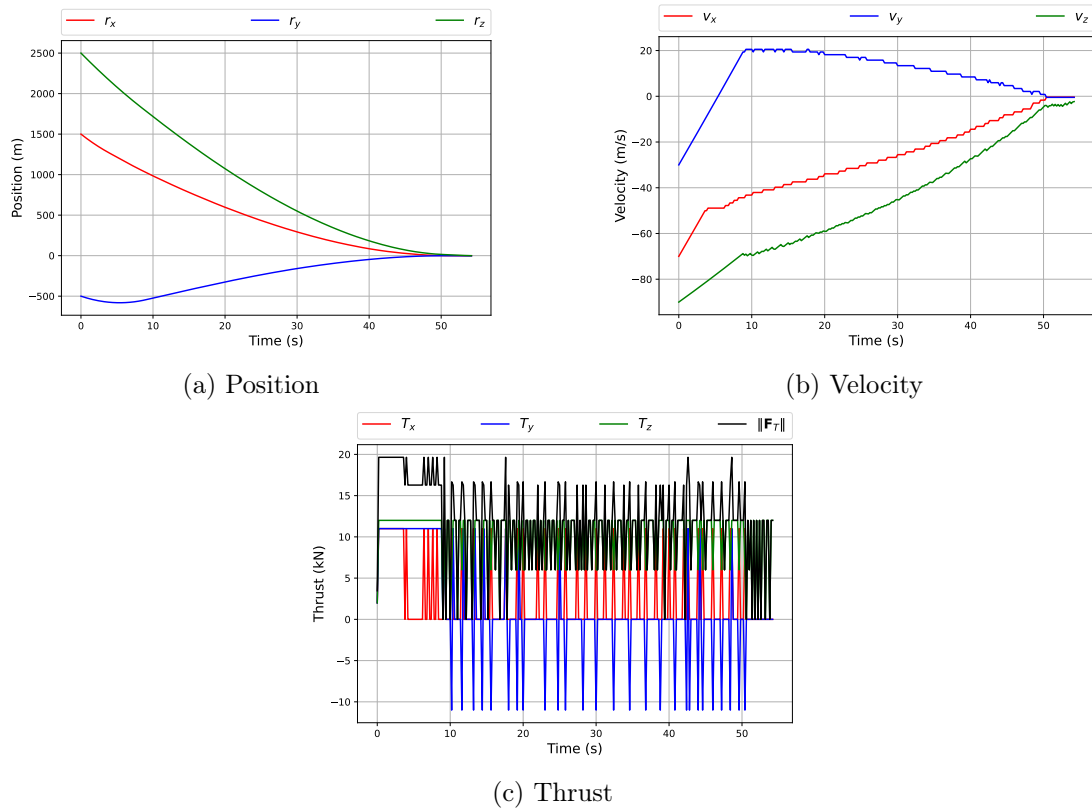 r_x r_y r_z
2500
2000
1500
1000
500
0
−500
Position (m)
0 10 20 30 40 50
Time (s)
(a) Position
v_x v_y v_z
20
0
−20
−40
−60
−80
Velocity (m/s)
0 10 20 30 40 50
Time (s)
(b) Velocity
T_x T_y T_z ‖F_T‖
20
15
10
5
0
−5
−10
Thrust (kN)
0 10 20 30 40 50
Time (s)
(c) Thrust